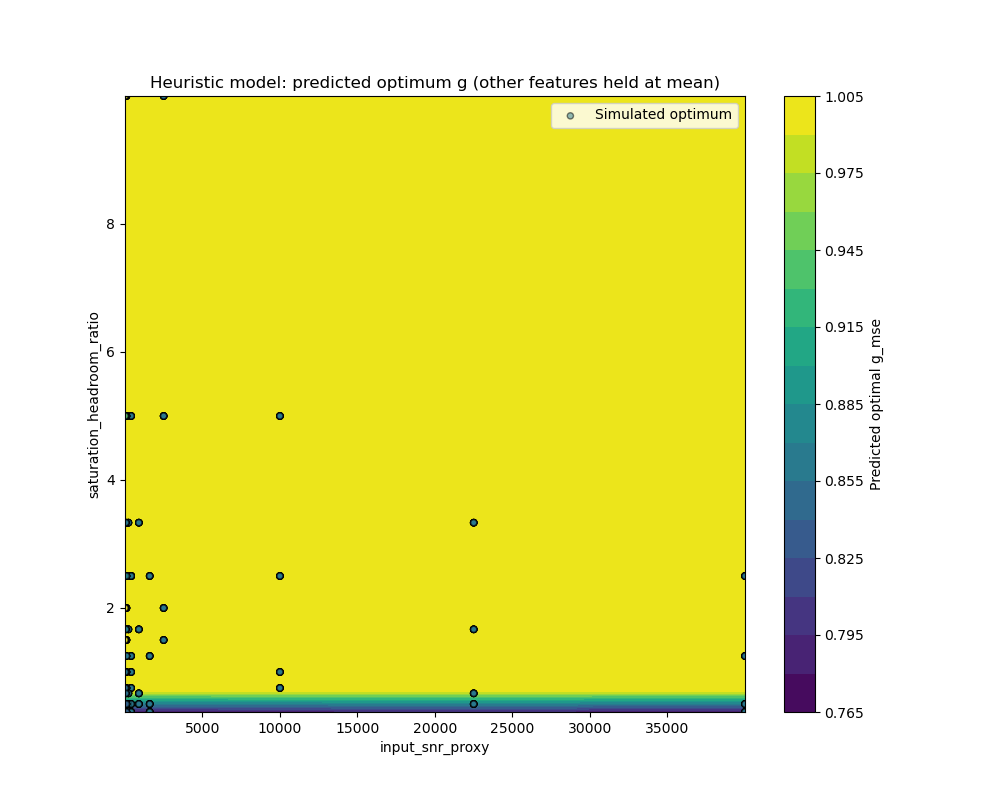 Heuristic model: predicted optimum g (other features held at mean)
Simulated optimum
saturation_headroom_ratio
8
6
4
2
5000 10000 15000 20000 25000 30000 35000
input_snr_proxy
1.005
0.975
0.945
0.915
0.885
0.855
0.825
0.795
0.765
Predicted optimal g_mse